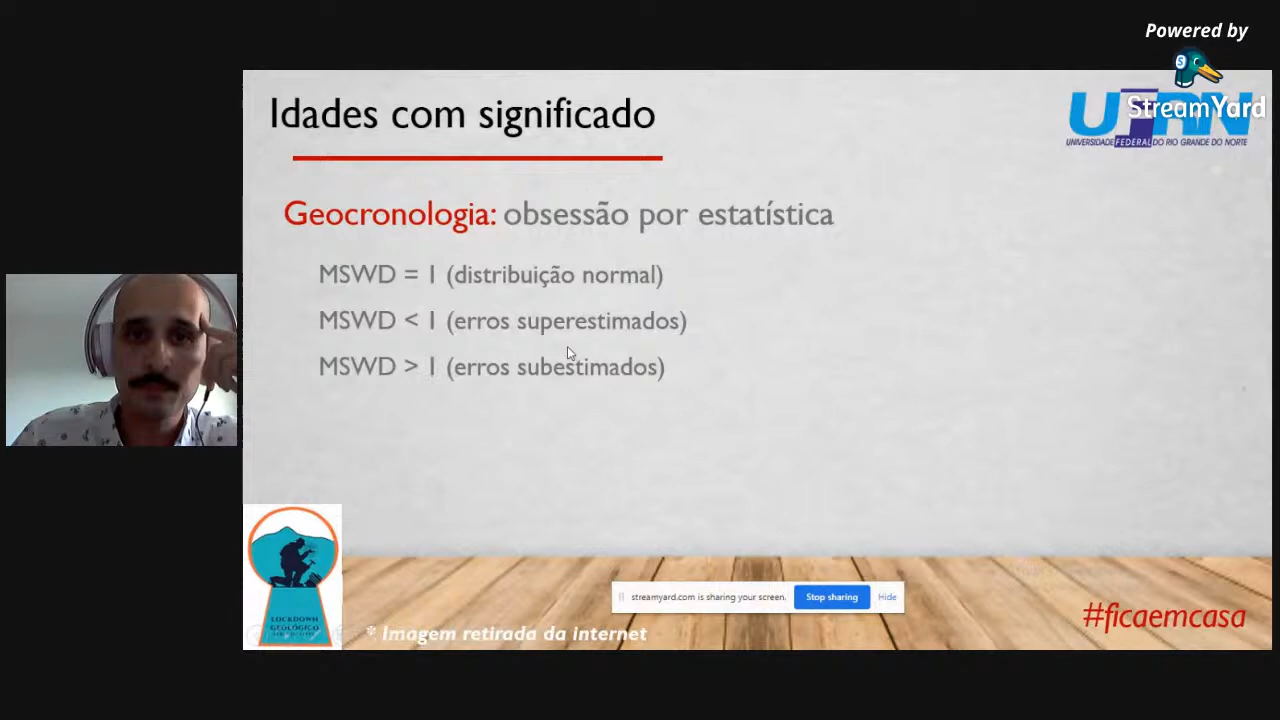 Powered by
StreamYard
Idades com significado
UFRN
UNIVERSIDADE FEDERAL DO RIO GRANDE DO NORTE
Geocronologia: obsessão por estatística
MSWD = 1 (distribuição normal)
MSWD < 1 (erros superestimados)
MSWD > 1 (erros subestimados)
streamyard.com is sharing your screen.
Stop sharing
Hide
LOCKDOWN
GEOLÓGICO
#ficaemcasa
* Imagem retirada da internet